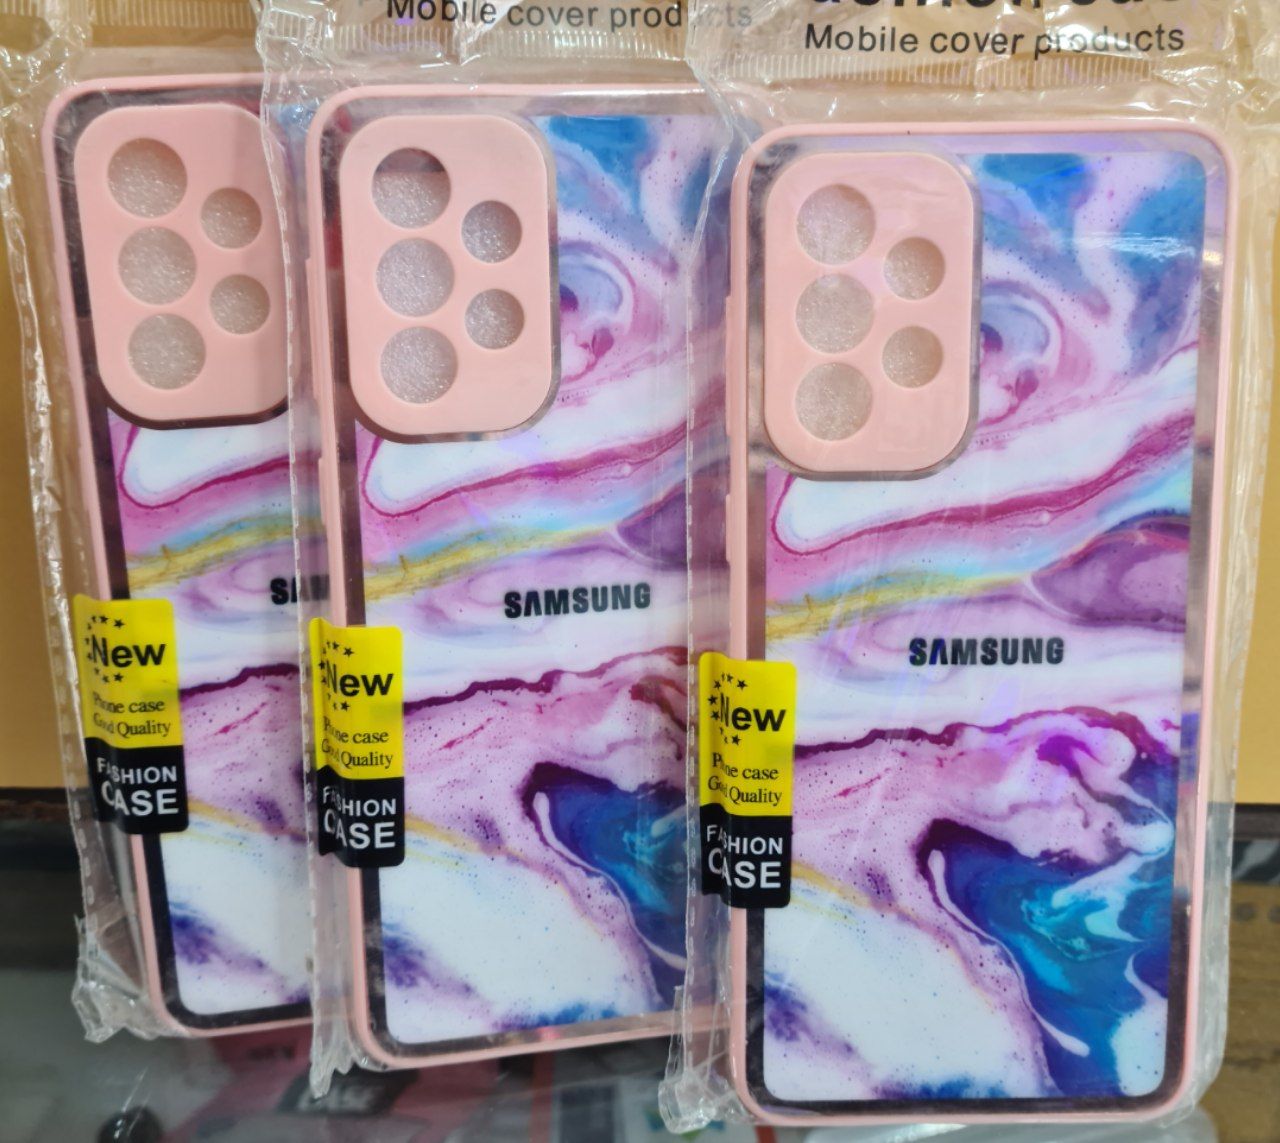 Mobile cover products
Mobile cover products
SAMSUNG
SAMSUNG
New
Phone case
Good Quality
FASHION
CASE
New
Phone case
Good Quality
FASHION
CASE
New
Phone case
Good Quality
FASHION
CASE